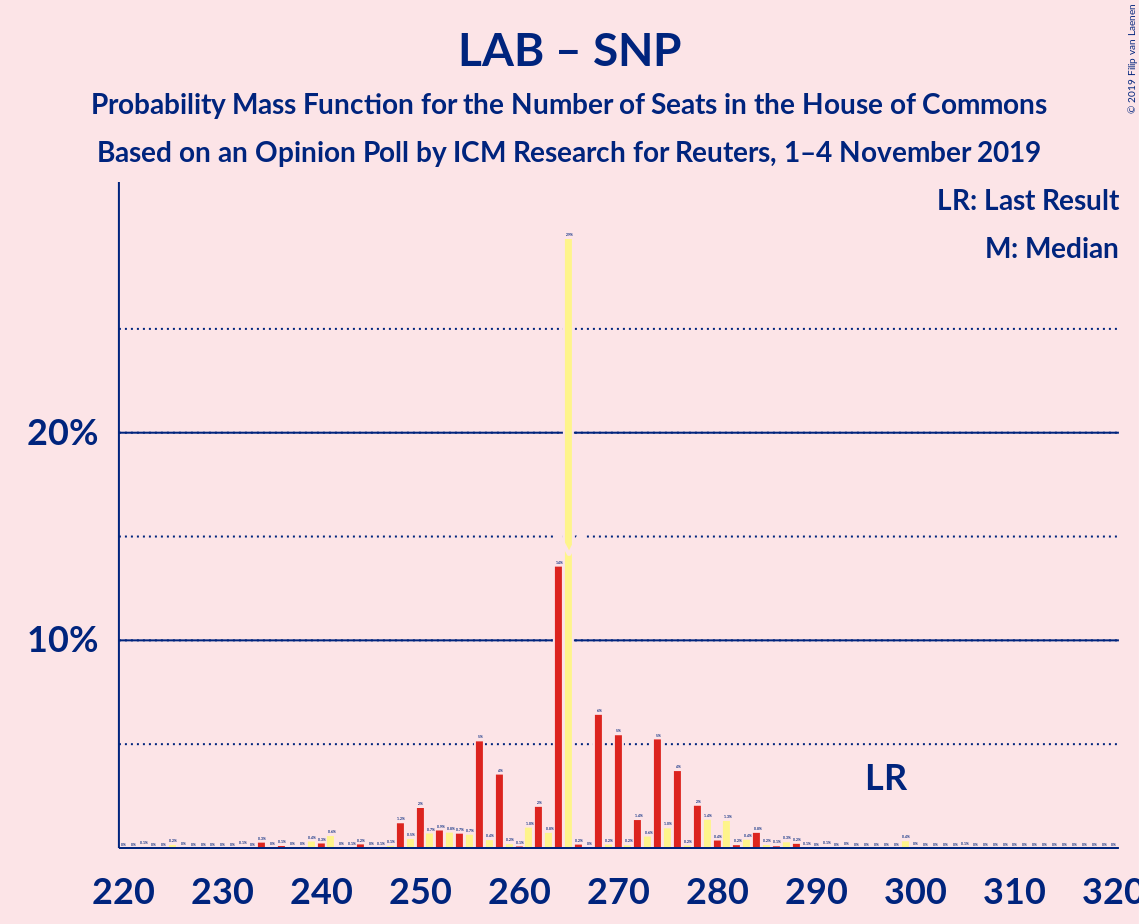 LAB – SNP
Probability Mass Function for the Number of Seats in the House of Commons
Based on an Opinion Poll by ICM Research for Reuters, 1–4 November 2019
© 2019 Filip van Laenen
LR: Last Result
M: Median
20%
10%
LR
220 230 240 250 260 270 280 290 300 310 320